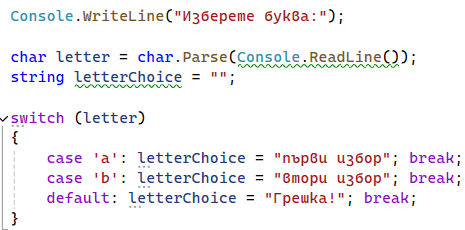 Console.WriteLine("Изберете буква:");
char letter = char.Parse(Console.ReadLine());
string letterChoice = "";
switch (letter)
{
case 'a': letterChoice = "първи избор"; break;
case 'b': letterChoice = "втори избор"; break;
default: letterChoice = "Грешка!"; break;
}